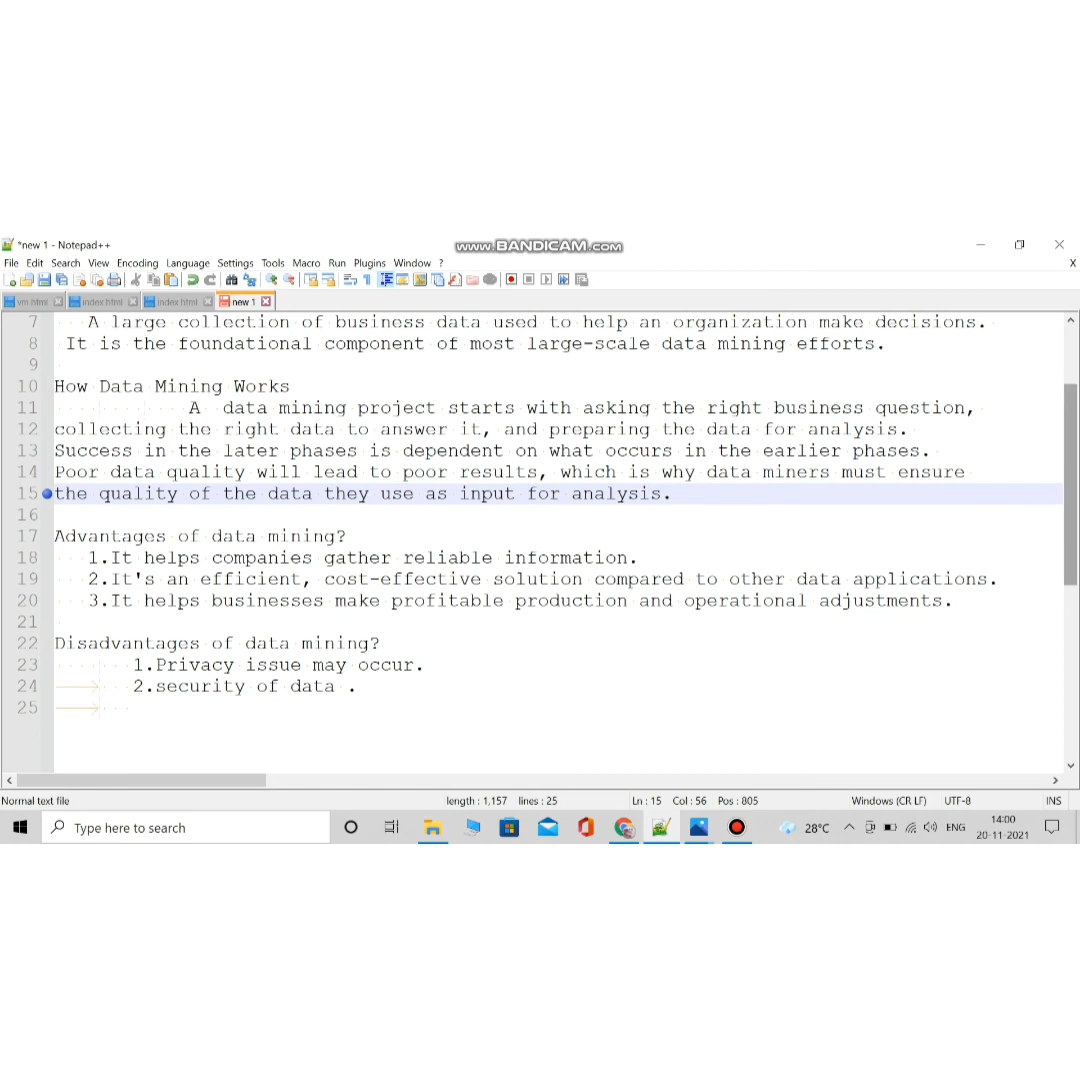 *new 1 - Notepad++
www.BANDICAM.com
File Edit Search View Encoding Language Settings Tools Macro Run Plugins Window ? X
vm.html index.html index.html new 1
7 A large collection of business data used to help an organization make decisions.
8 It is the foundational component of most large-scale data mining efforts.
9
10 How Data Mining Works
11 A data mining project starts with asking the right business question,
12 collecting the right data to answer it, and preparing the data for analysis.
13 Success in the later phases is dependent on what occurs in the earlier phases.
14 Poor data quality will lead to poor results, which is why data miners must ensure
15 the quality of the data they use as input for analysis.
16
17 Advantages of data mining?
18 1.It helps companies gather reliable information.
19 2.It's an efficient, cost-effective solution compared to other data applications.
20 3.It helps businesses make profitable production and operational adjustments.
21
22 Disadvantages of data mining?
23 1.Privacy issue may occur.
24 2.security of data .
25
Normal text file length : 1,157 lines : 25 Ln : 15 Col : 56 Pos : 805 Windows (CR LF) UTF-8 INS
Type here to search 28°C ENG 14:00
20-11-2021